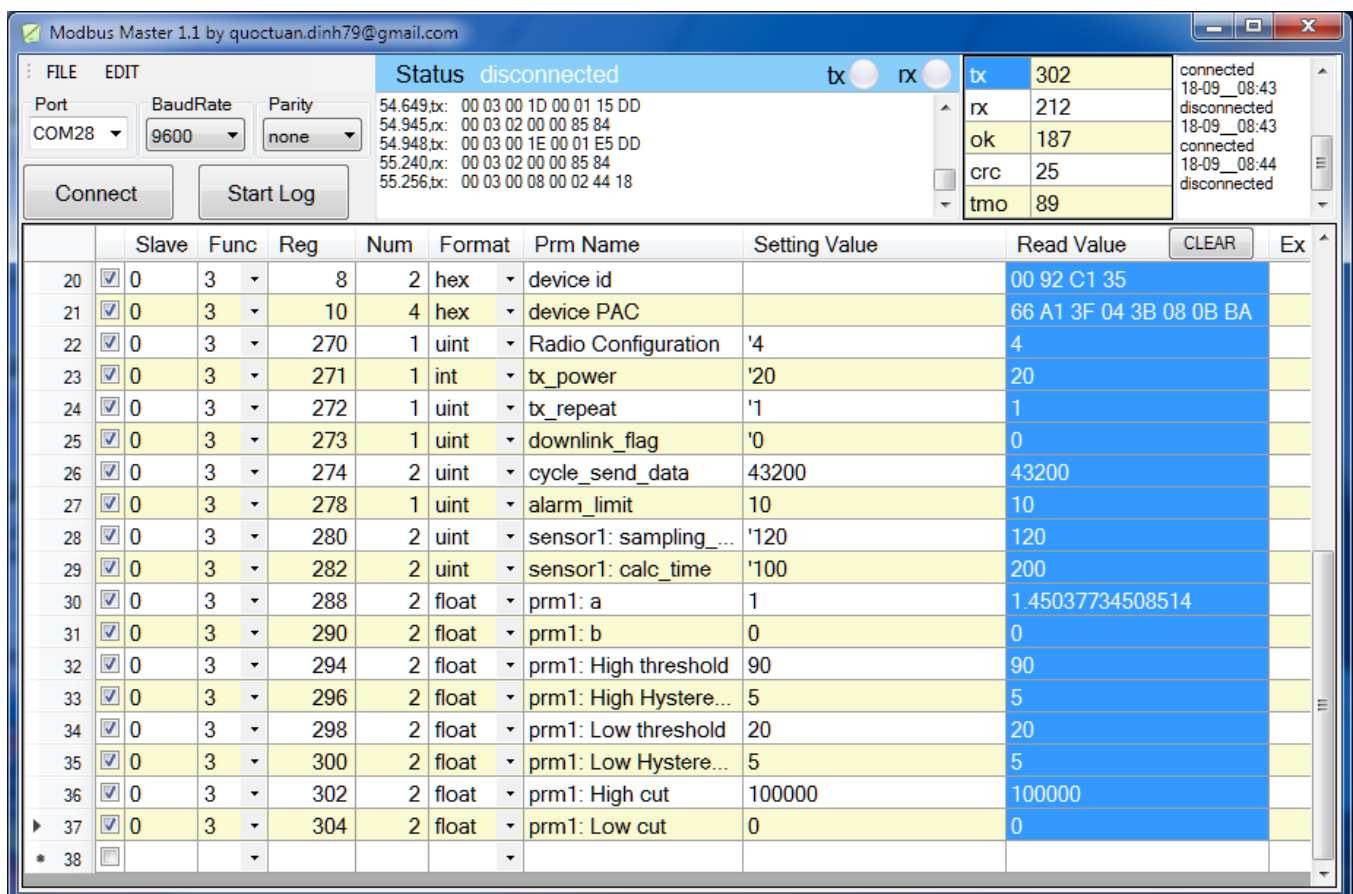 Modbus Master 1.1 by quoctuan.dinh79@gmail.com
FILE EDIT
Port BaudRate Parity
COM28 9600 none
Connect Start Log
Status disconnected tx rx
54.649,tx: 00 03 00 1D 00 01 15 DD
54.945,rx: 00 03 02 00 00 85 84
54.948,tx: 00 03 00 1E 00 01 E5 DD
55.240,rx: 00 03 02 00 00 85 84
55.256,tx: 00 03 00 08 00 02 44 18
tx 302
rx 212
ok 187
crc 25
tmo 89
connected
18-09__08:43
disconnected
18-09__08:43
connected
18-09__08:44
disconnected
Slave Func Reg Num Format Prm Name Setting Value Read Value CLEAR Ex
20 0 3 8 2 hex device id 00 92 C1 35
21 0 3 10 4 hex device PAC 66 A1 3F 04 3B 08 0B BA
22 0 3 270 1 uint Radio Configuration '4 4
23 0 3 271 1 int tx_power '20 20
24 0 3 272 1 uint tx_repeat '1 1
25 0 3 273 1 uint downlink_flag '0 0
26 0 3 274 2 uint cycle_send_data 43200 43200
27 0 3 278 1 uint alarm_limit 10 10
28 0 3 280 2 uint sensor1: sampling_... '120 120
29 0 3 282 2 uint sensor1: calc_time '100 200
30 0 3 288 2 float prm1: a 1 1.45037734508514
31 0 3 290 2 float prm1: b 0 0
32 0 3 294 2 float prm1: High threshold 90 90
33 0 3 296 2 float prm1: High Hystere... 5 5
34 0 3 298 2 float prm1: Low threshold 20 20
35 0 3 300 2 float prm1: Low Hystere... 5 5
36 0 3 302 2 float prm1: High cut 100000 100000
37 0 3 304 2 float prm1: Low cut 0 0
38